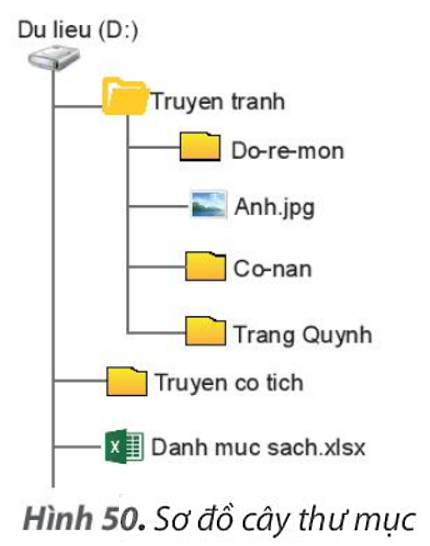 Du lieu (D:)
Truyen tranh
Do-re-mon
Anh.jpg
Co-nan
Trang Quynh
Truyen co tich
Danh muc sach.xlsx
Hình 50. Sơ đồ cây thư mục